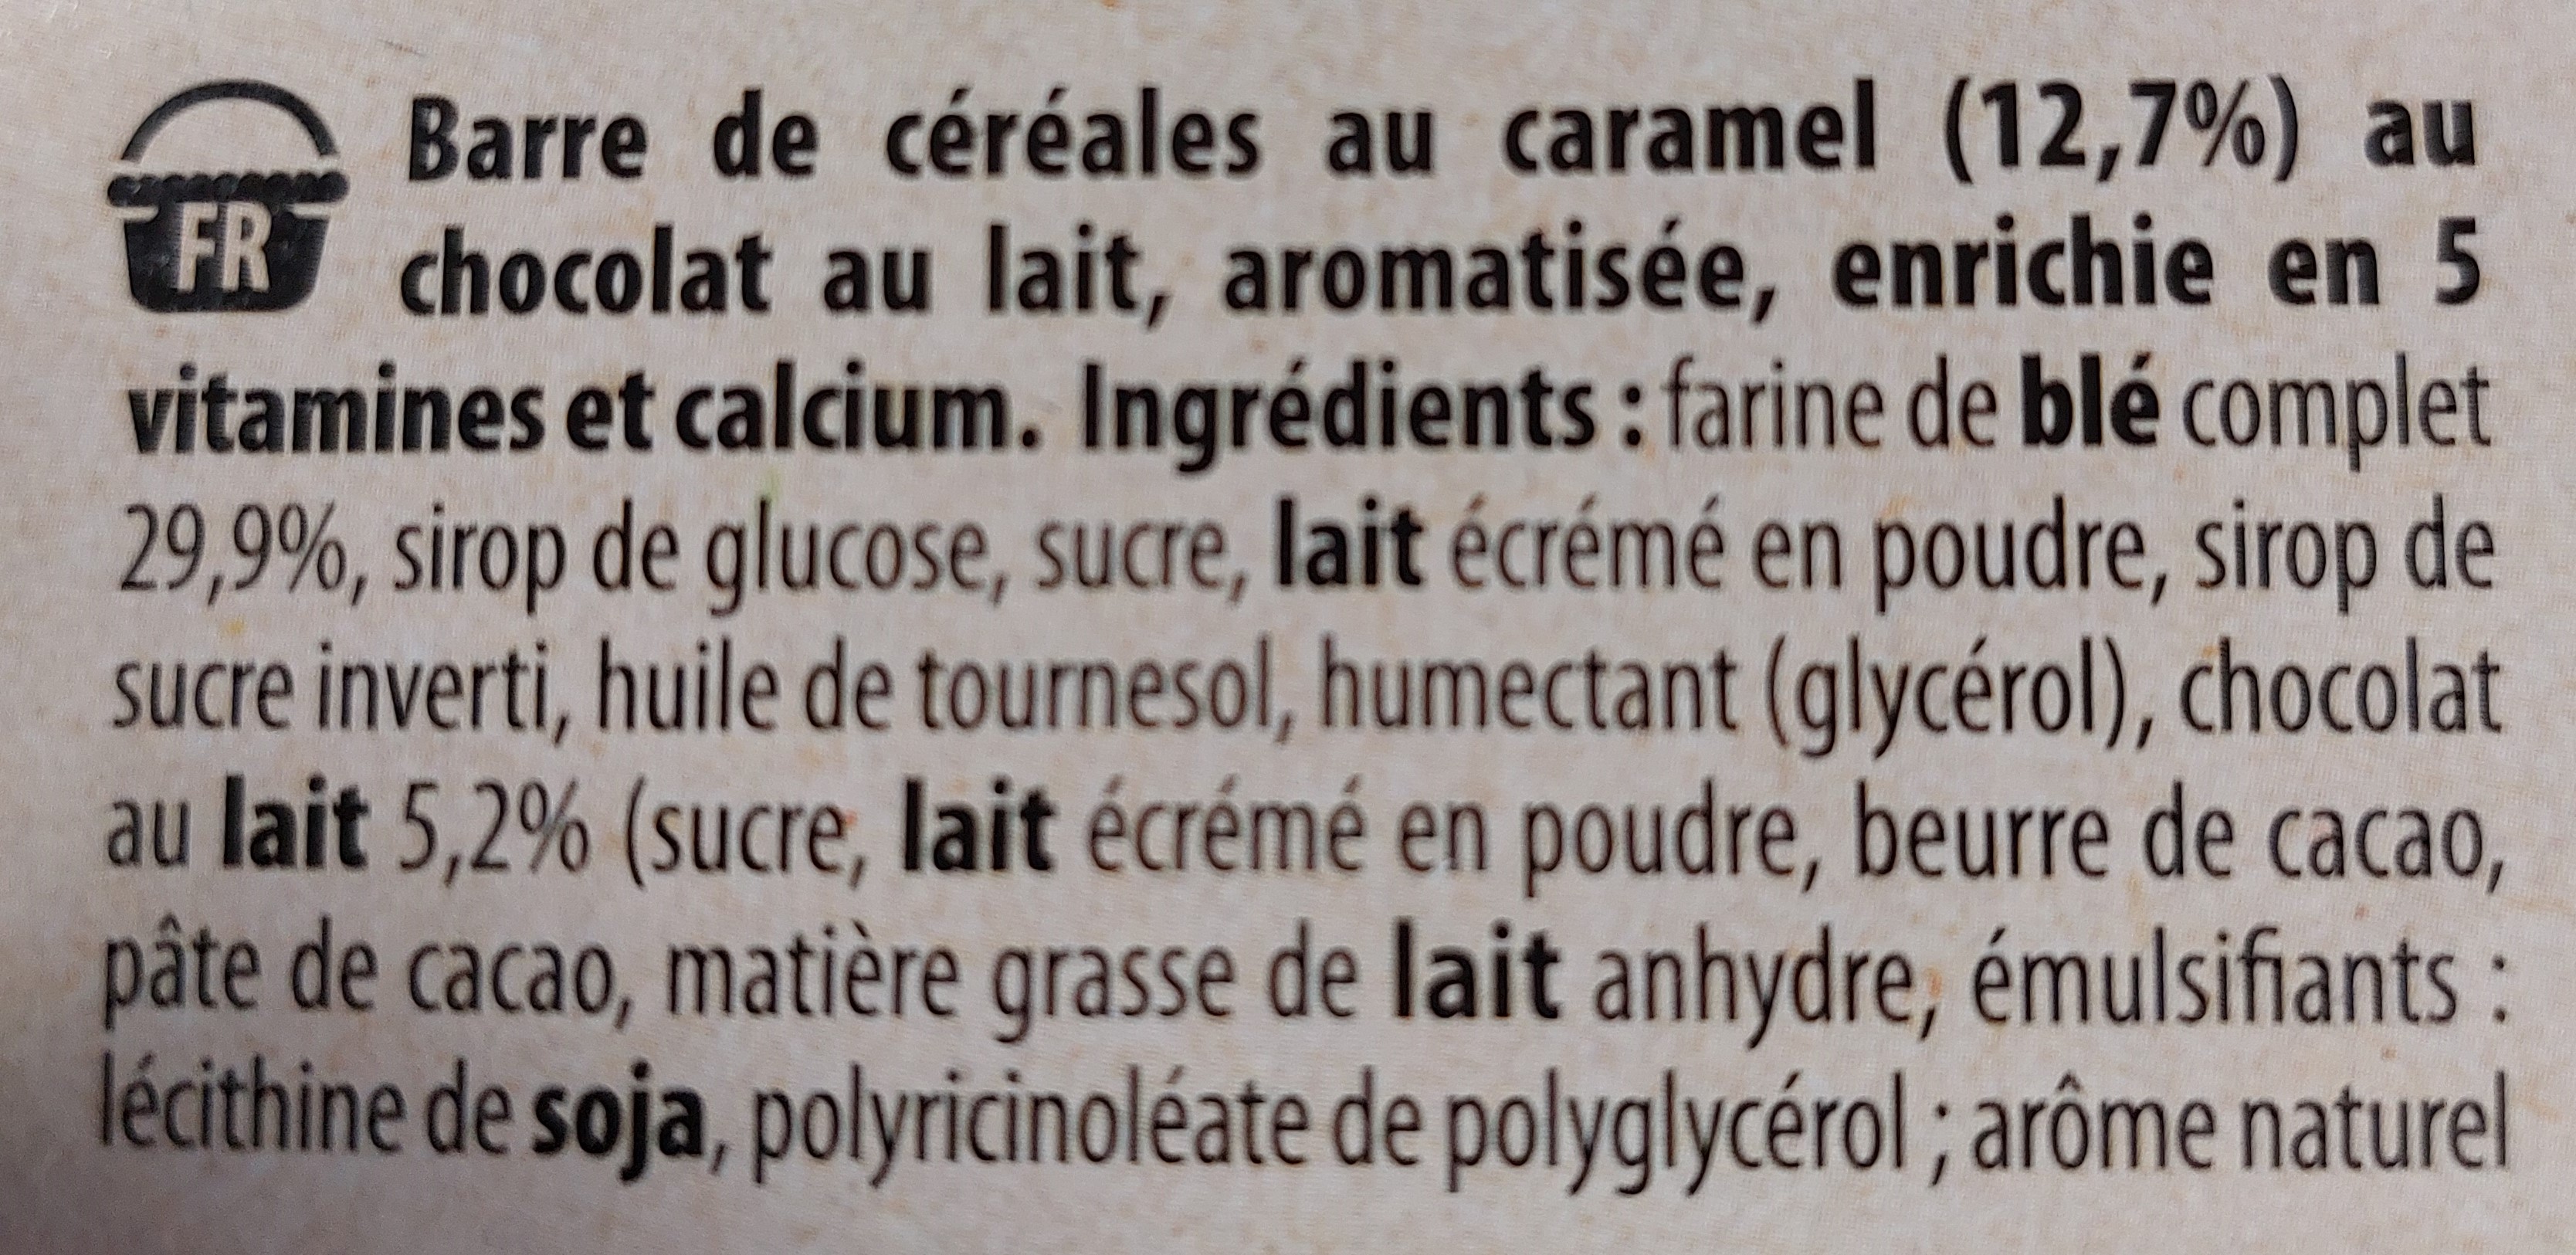 FR
Barre de céréales au caramel (12,7%) au
chocolat au lait, aromatisée, enrichie en 5
vitamines et calcium. Ingrédients : farine de blé complet
29,9%, sirop de glucose, sucre, lait écrémé en poudre, sirop de
sucre inverti, huile de tournesol, humectant (glycérol), chocolat
au lait 5,2% (sucre, lait écrémé en poudre, beurre de cacao,
pâte de cacao, matière grasse de lait anhydre, émulsifiants :
lécithine de soja, polyricinoléate de polyglycérol ; arôme naturel